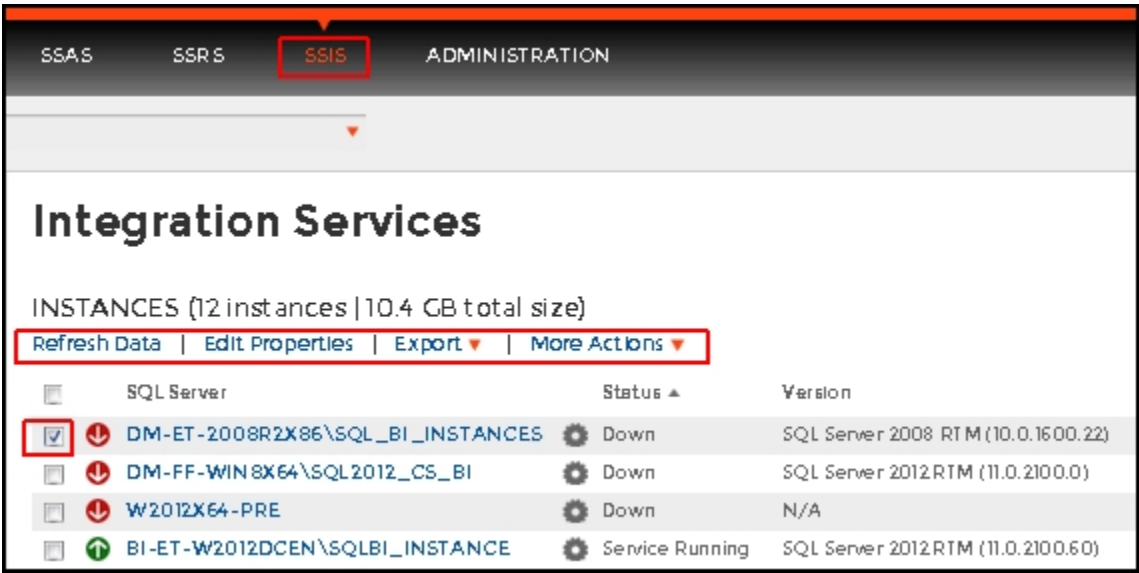 SSAS SSRS SSIS ADMINISTRATION
Integration Services
INSTANCES (12 instances | 10.4 GB total size)
Refresh Data | Edit Properties | Export | More Actions
SQL Server Status Version
DM-ET-2008R2X86\SQL_BI_INSTANCES Down SQL Server 2008 RTM (10.0.1600.22)
DM-FF-WIN8X64\SQL2012_CS_BI Down SQL Server 2012 RTM (11.0.2100.0)
W2012X64-PRE Down N/A
BI-ET-W2012DCEN\SQLBI_INSTANCE Service Running SQL Server 2012 RTM (11.0.2100.60)